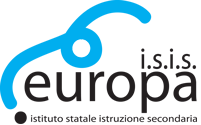 i.s.i.s.
europa
istituto statale istruzione secondaria